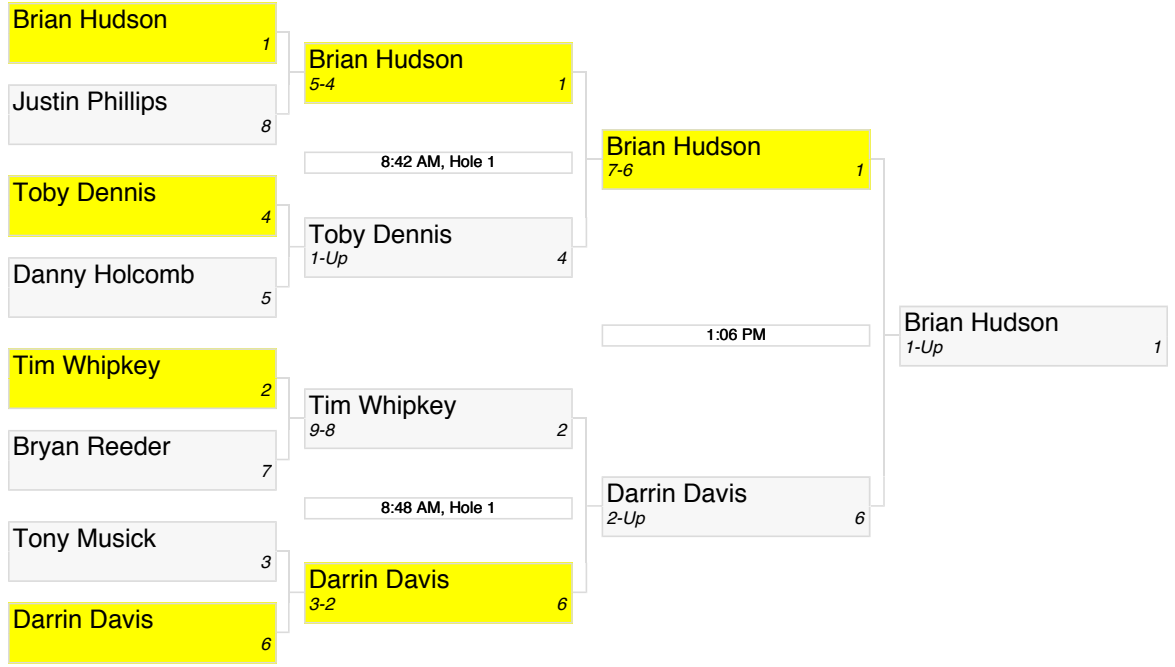 Brian Hudson
1
Justin Phillips
8
Toby Dennis
4
Danny Holcomb
5
Tim Whipkey
2
Bryan Reeder
7
Tony Musick
3
Darrin Davis
6
Brian Hudson
5-4 1
8:42 AM, Hole 1
Toby Dennis
1-Up 4
Tim Whipkey
9-8 2
8:48 AM, Hole 1
Darrin Davis
3-2 6
Brian Hudson
7-6 1
1:06 PM
Darrin Davis
2-Up 6
Brian Hudson
1-Up 1